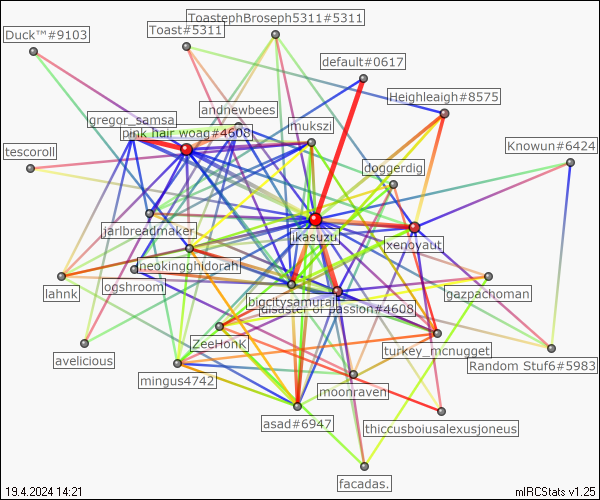 ToastephBroseph5311#5311
Toast#5311
Duck™#9103
default#0617
Heighleaigh#8575
andnewbees
gregor_samsa
mukszi
pink hair woag#4608
Knowun#6424
tescoroll
doggerdig
jarlbreadmaker
ikasuzu
xenoyaut
neokingghidorah
ogshroom
lahnk
gazpachoman
bigcitysamurai
disaster of passion#4608
ZeeHonK
turkey_mcnugget
avelicious
Random Stuf6#5983
mingus4742
moonraven
asad#6947
thiccusboiusalexusjoneus
facadas.
19.4.2024 14:21
mIRCStats v1.25